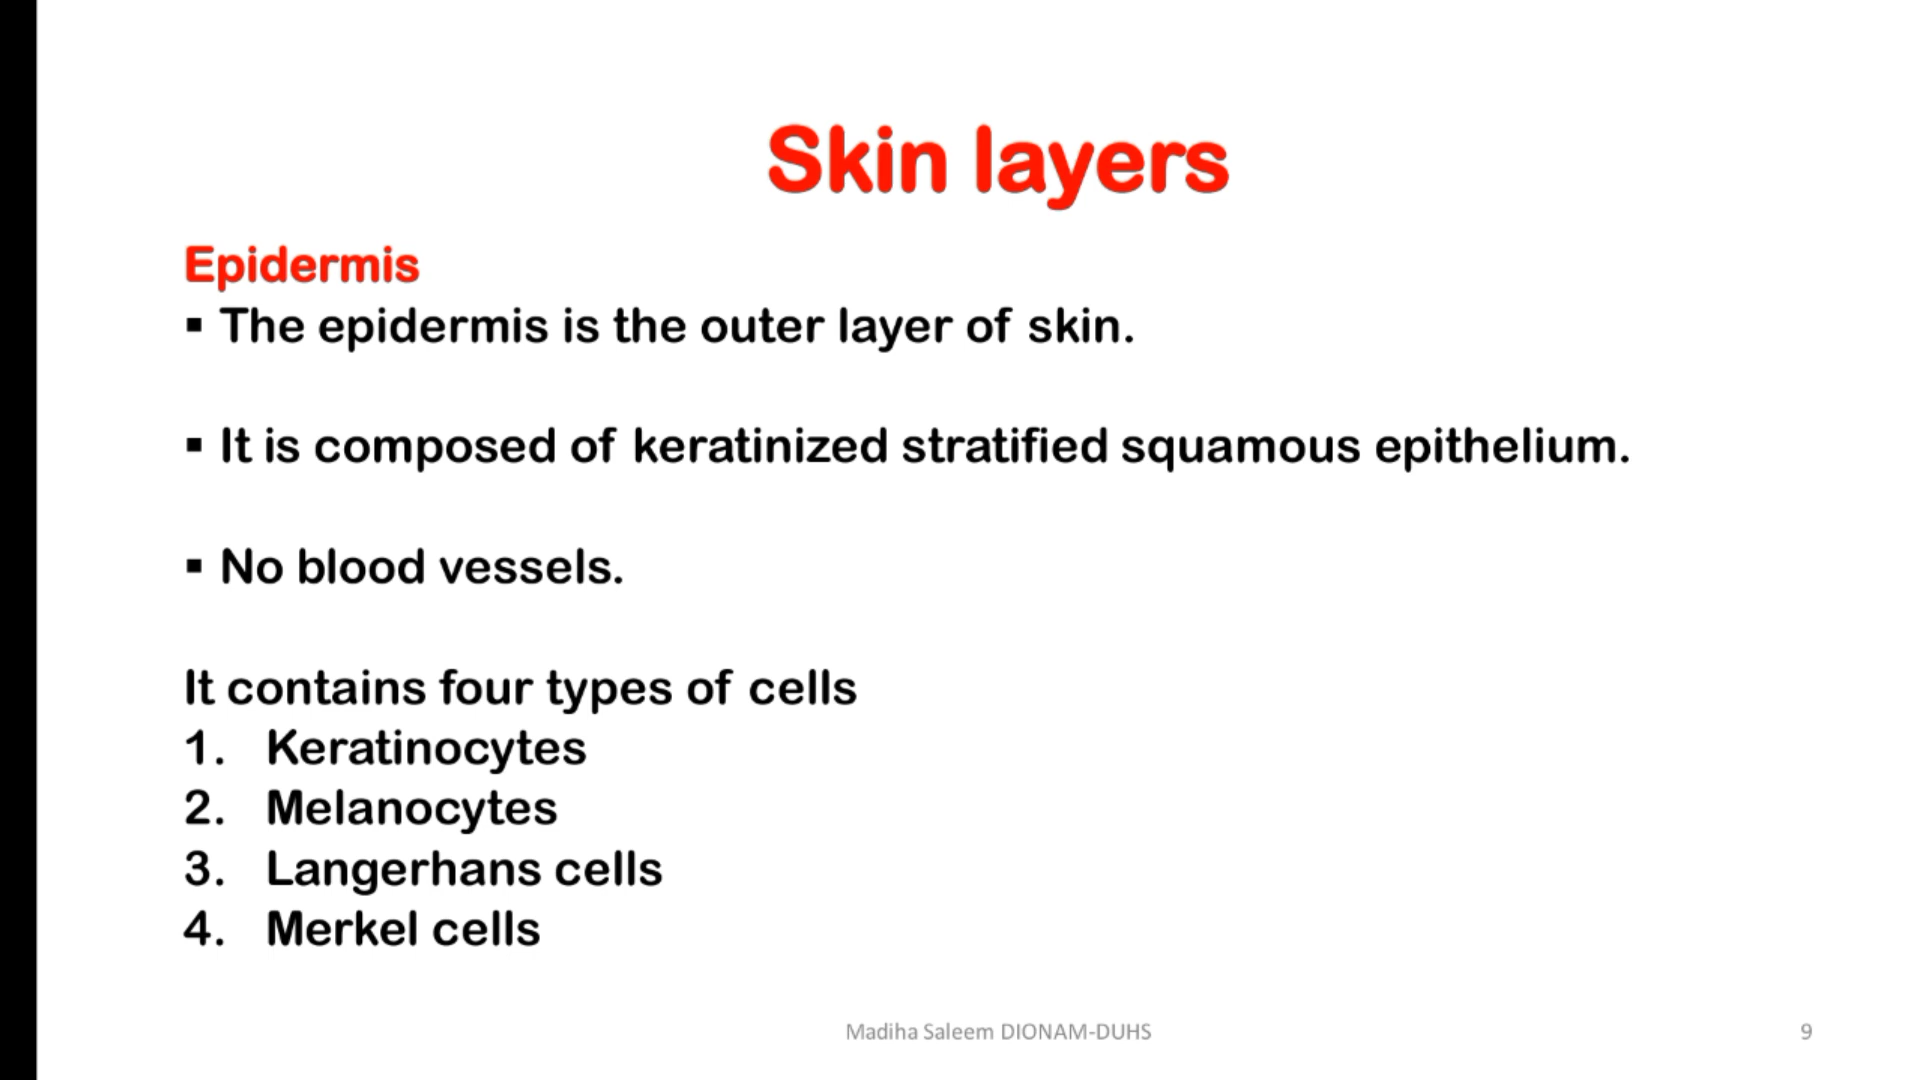 Skin layers
Epidermis
▪ The epidermis is the outer layer of skin.
▪ It is composed of keratinized stratified squamous epithelium.
▪ No blood vessels.
It contains four types of cells
1. Keratinocytes
2. Melanocytes
3. Langerhans cells
4. Merkel cells
Madiha Saleem DIONAM-DUHS
9